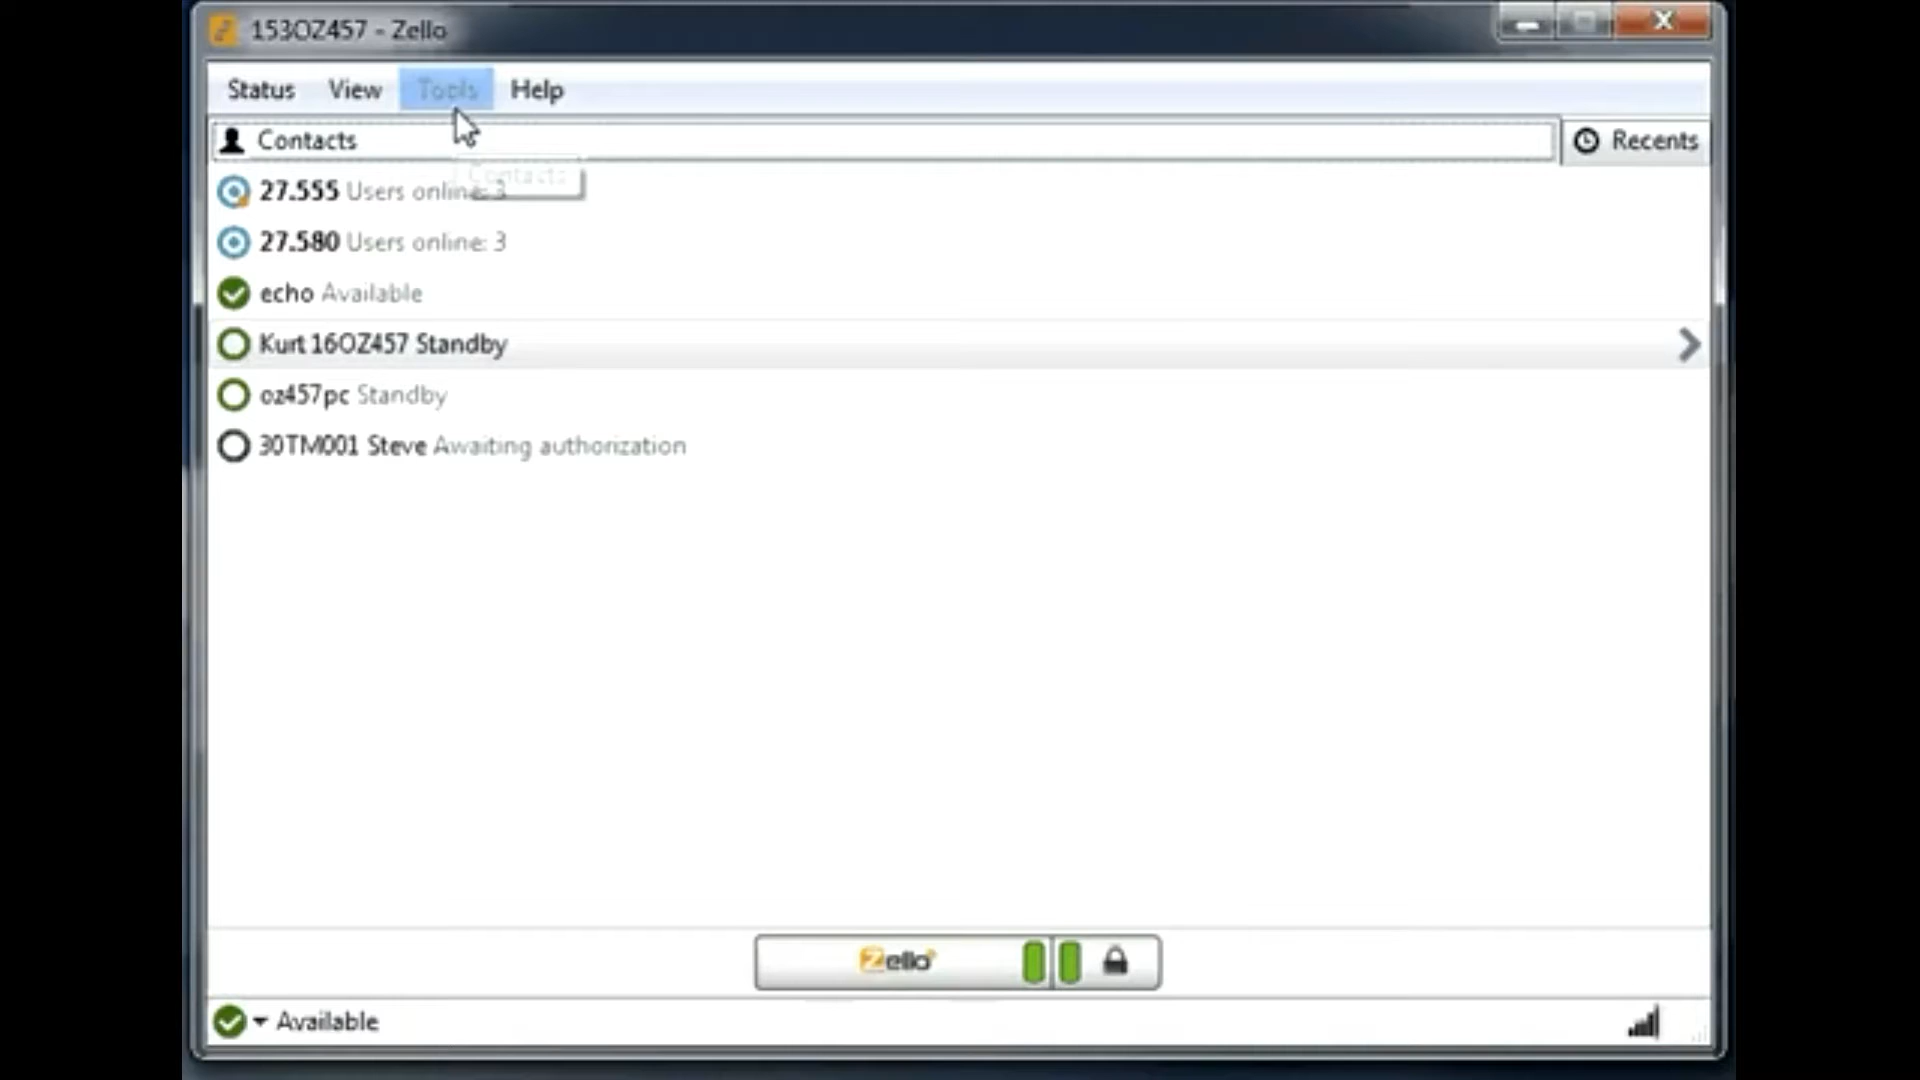 153OZ457 - Zello
Status View Tools Help
Contacts
Recents
Contacts
27.555 Users online: 3
27.580 Users online: 3
echo Available
Kurt 16OZ457 Standby
oz457pc Standby
30TM001 Steve Awaiting authorization
Zello
Available